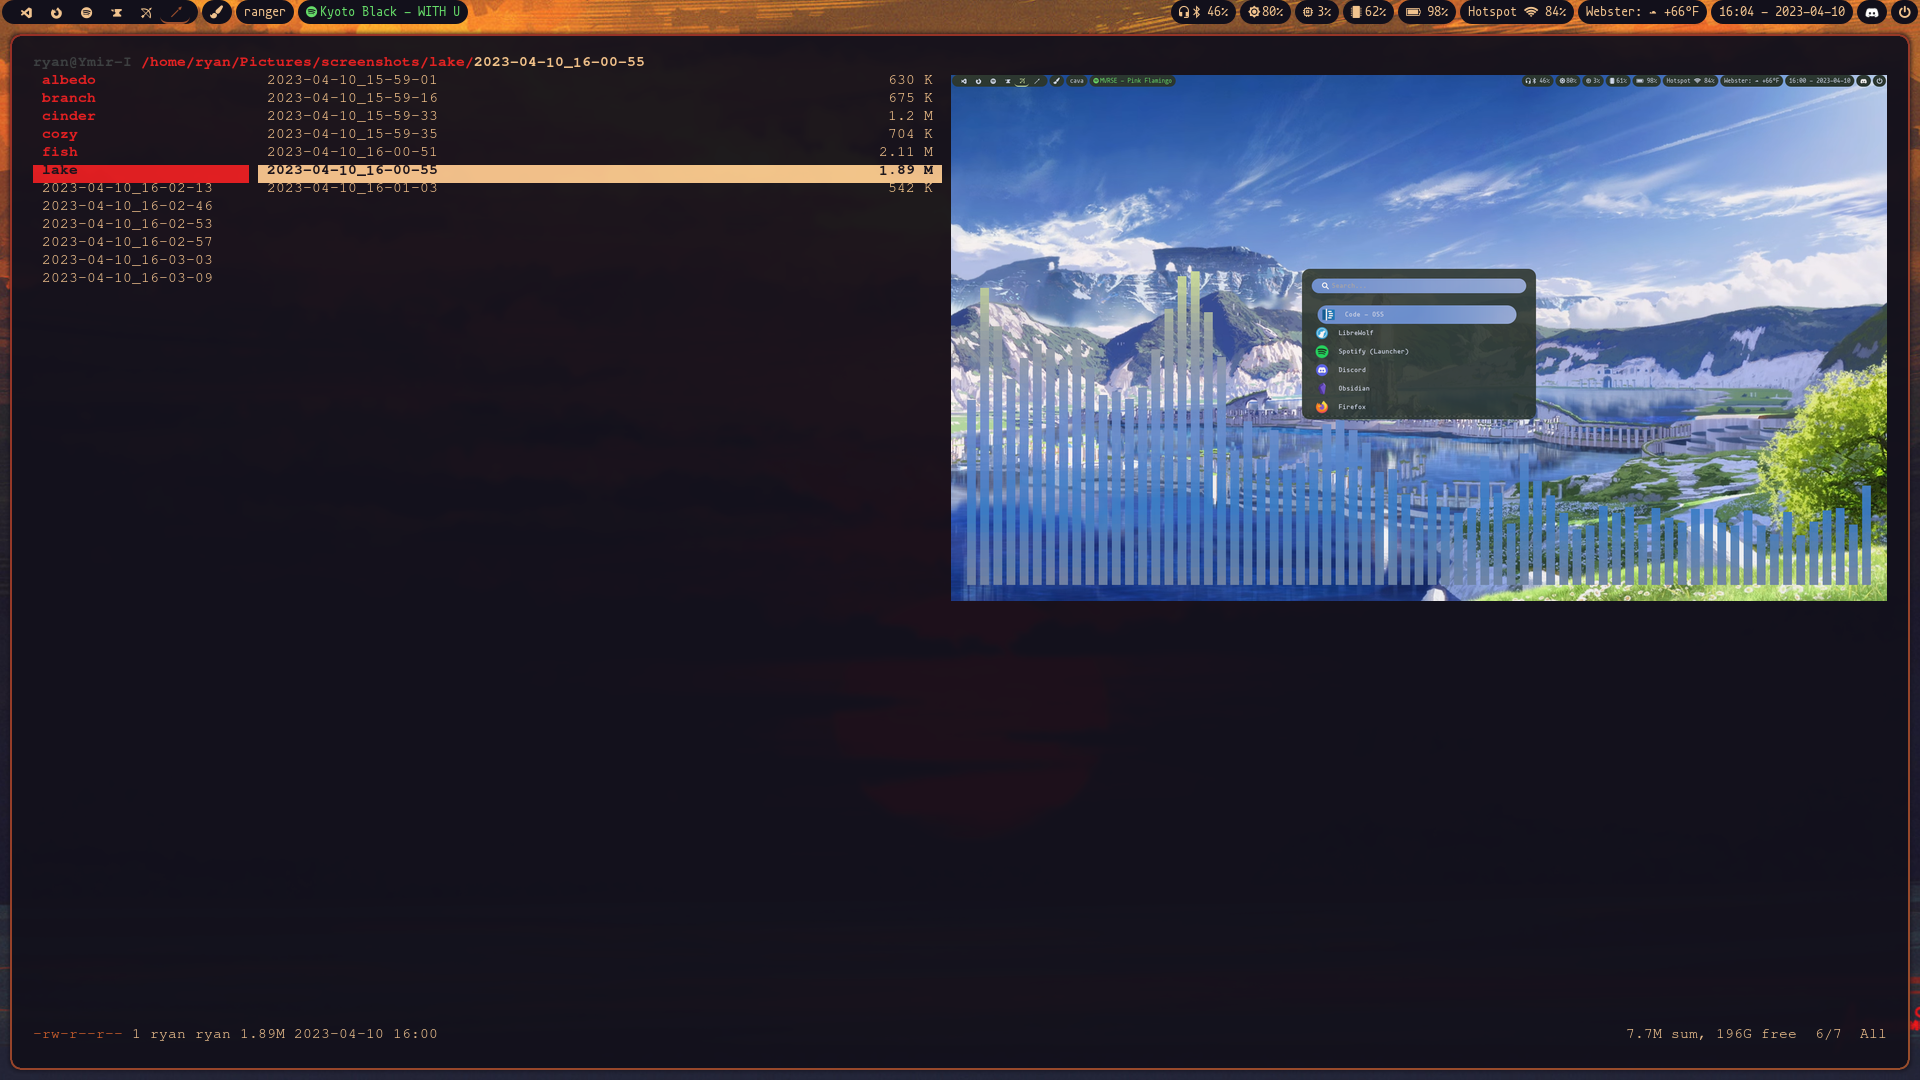 ranger Kyoto Black – WITH U 46% 80% 3% 62% 98% Hotspot 84% Webster: +66°F 16:04 – 2023-04-10
ryan@Ymir-I /home/ryan/Pictures/screenshots/lake/2023-04-10_16-00-55
albedo 2023-04-10_15-59-01 630 K
branch 2023-04-10_15-59-16 675 K
cinder 2023-04-10_15-59-33 1.2 M
cozy 2023-04-10_15-59-35 704 K
fish 2023-04-10_16-00-51 2.11 M
lake 2023-04-10_16-00-55 1.89 M
2023-04-10_16-02-13 2023-04-10_16-01-03 542 K
2023-04-10_16-02-46
2023-04-10_16-02-53
2023-04-10_16-02-57
2023-04-10_16-03-03
2023-04-10_16-03-09
cava MVRSE – Pink Flamingo 46% 80% 3% 61% 98% Hotspot 84% Webster: +66°F 16:00 – 2023-04-10
Search...
Code – OSS
LibreWolf
Spotify (Launcher)
Discord
Obsidian
Firefox
-rw-r--r-- 1 ryan ryan 1.89M 2023-04-10 16:00 7.7M sum, 196G free 6/7 All